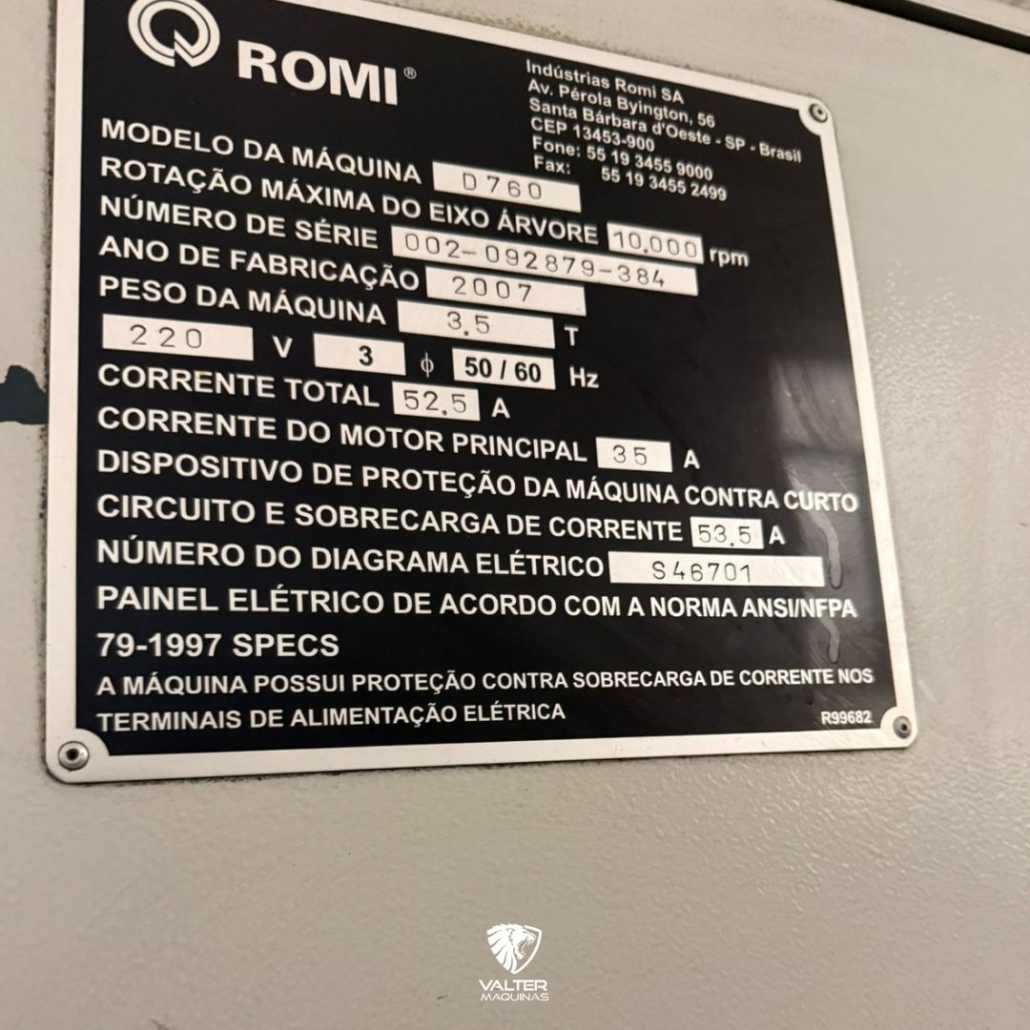 ROMI®
Indústrias Romi SA
Av. Pérola Byington, 56
Santa Bárbara d'Oeste - SP - Brasil
CEP 13453-900
Fone: 55 19 3455 9000
Fax: 55 19 3455 2499
MODELO DA MÁQUINA D760
ROTAÇÃO MÁXIMA DO EIXO ÁRVORE 10,000 rpm
NÚMERO DE SÉRIE 002-092879-384
ANO DE FABRICAÇÃO 2007
PESO DA MÁQUINA 3,5 T
220 V 3 ϕ 50 / 60 Hz
CORRENTE TOTAL 52,5 A
CORRENTE DO MOTOR PRINCIPAL 35 A
DISPOSITIVO DE PROTEÇÃO DA MÁQUINA CONTRA CURTO
CIRCUITO E SOBRECARGA DE CORRENTE 53,5 A
NÚMERO DO DIAGRAMA ELÉTRICO S46701
PAINEL ELÉTRICO DE ACORDO COM A NORMA ANSI/NFPA
79-1997 SPECS
A MÁQUINA POSSUI PROTEÇÃO CONTRA SOBRECARGA DE CORRENTE NOS
TERMINAIS DE ALIMENTAÇÃO ELÉTRICA
R99682
VALTER
MAQUINAS